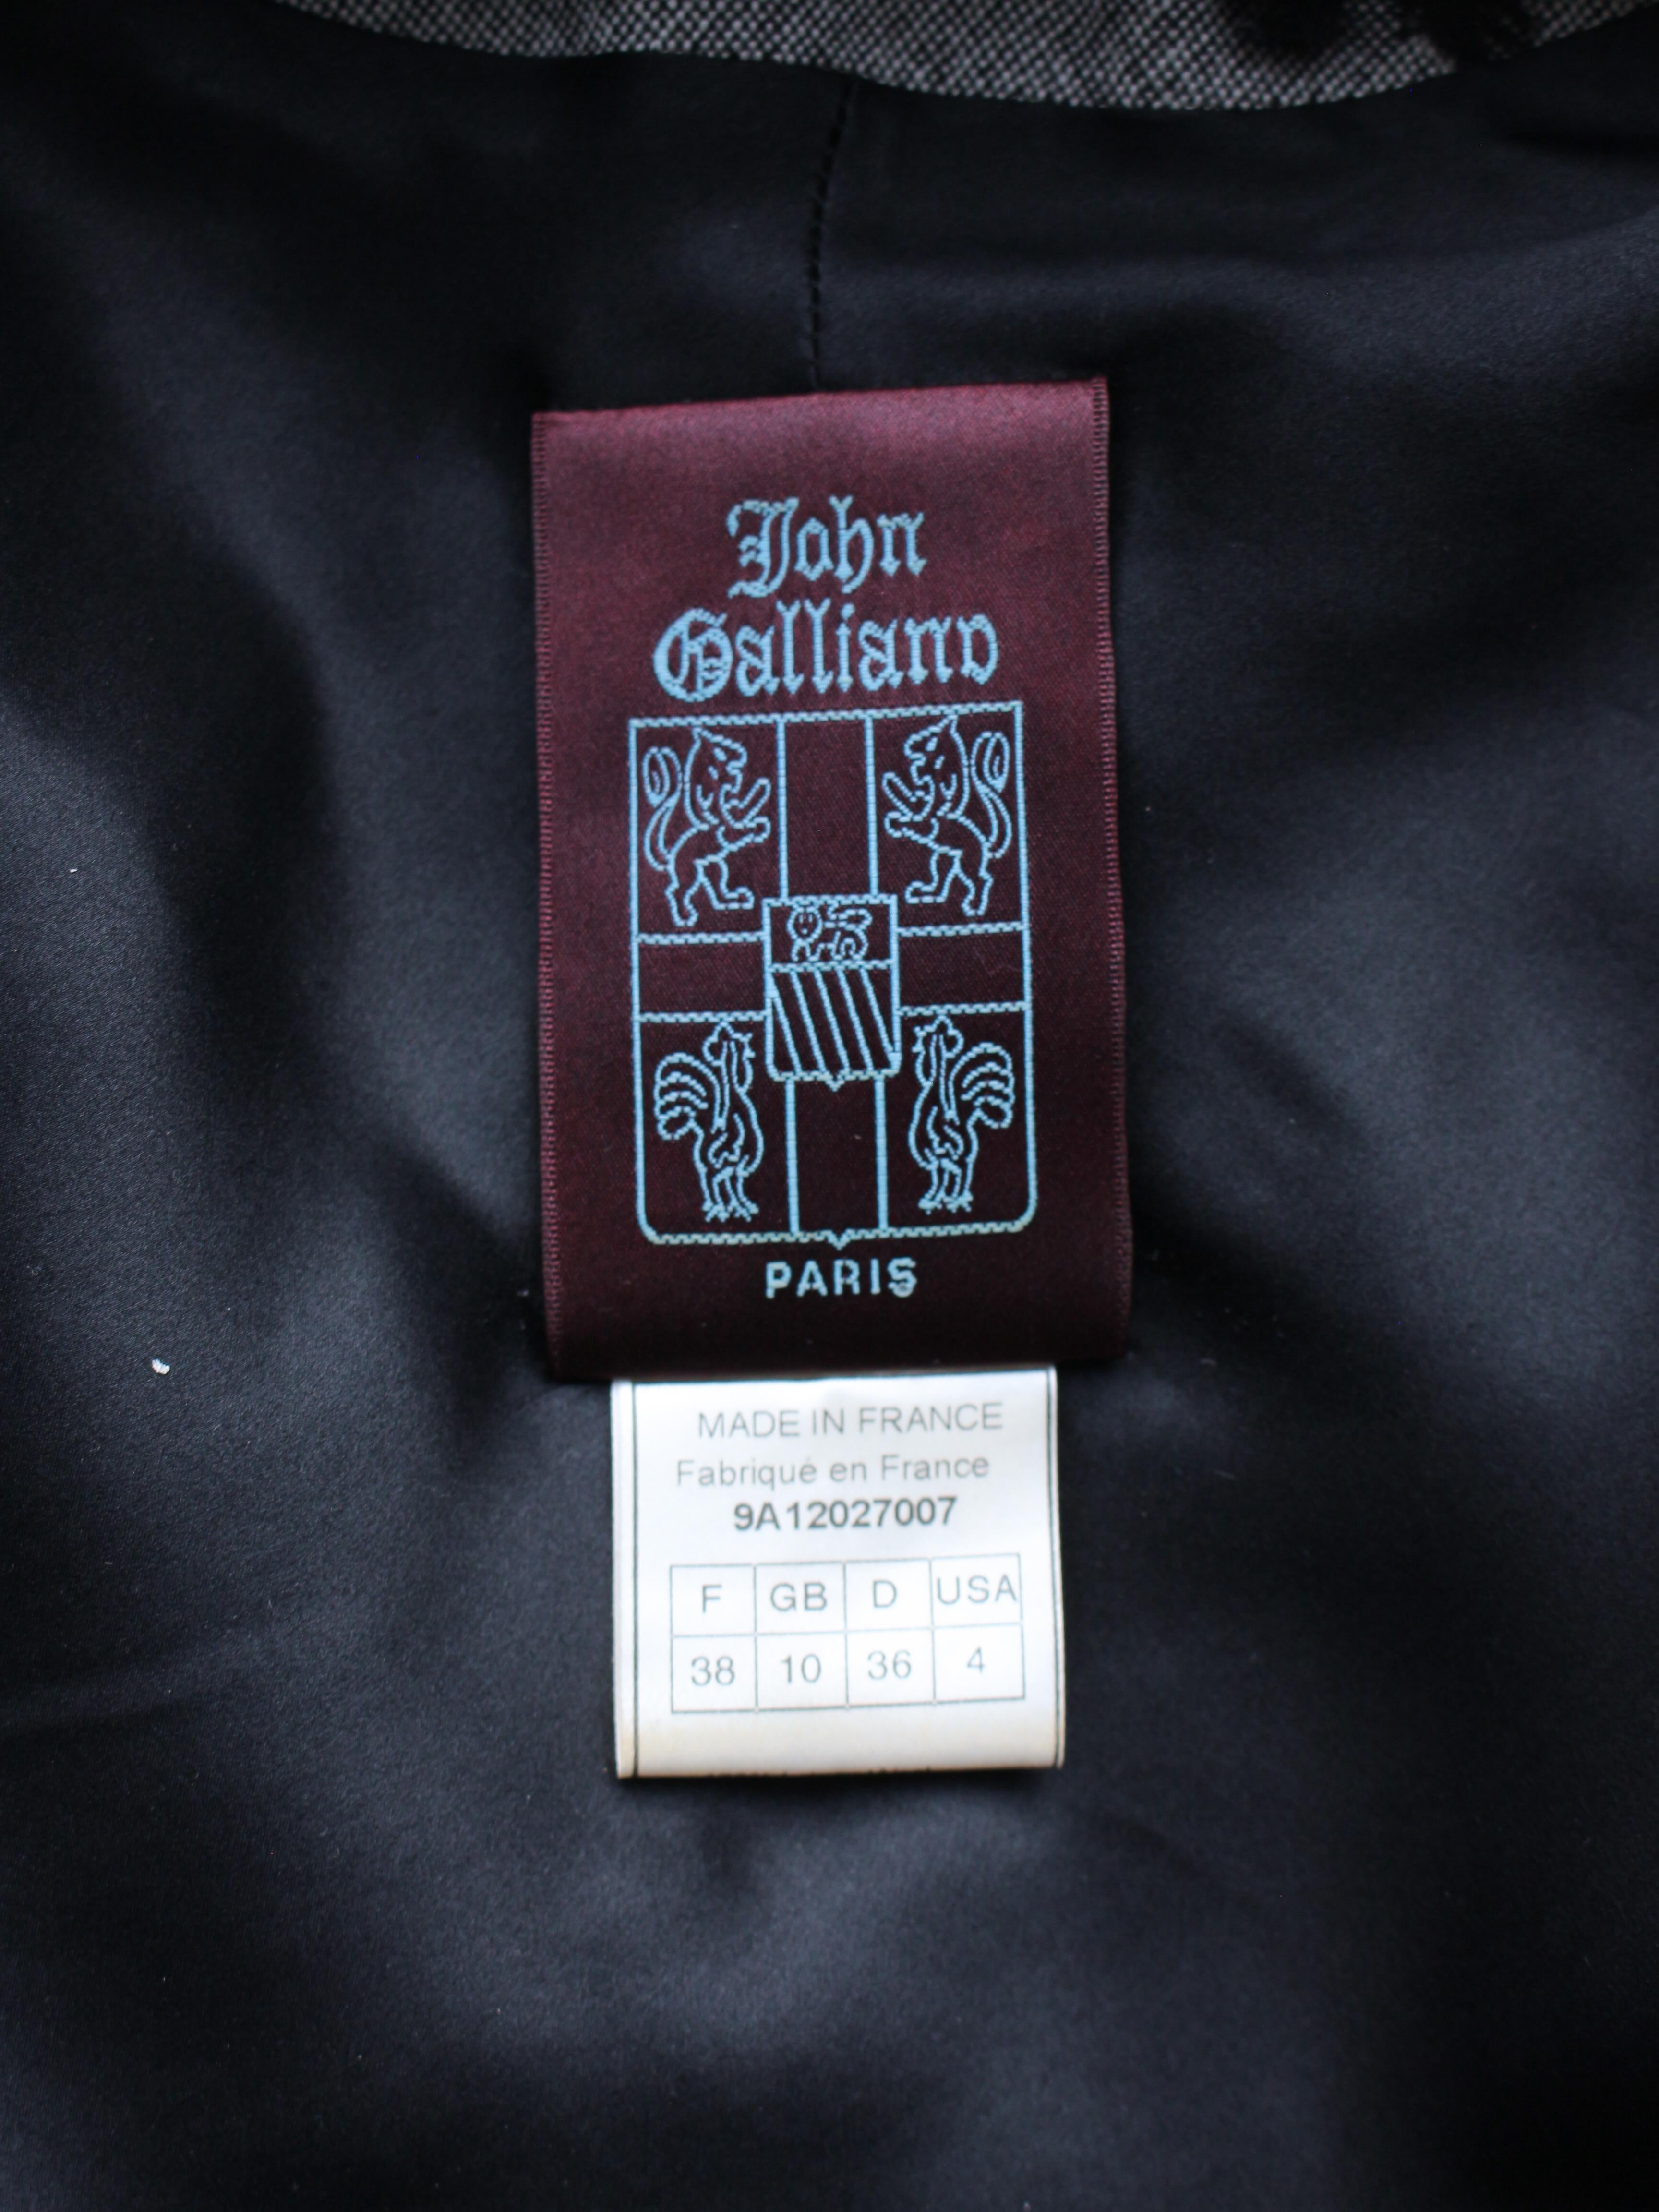 John
Galliano
PARIS
MADE IN FRANCE
Fabriqué en France
9A12027007
F GB D USA
38 10 36 4